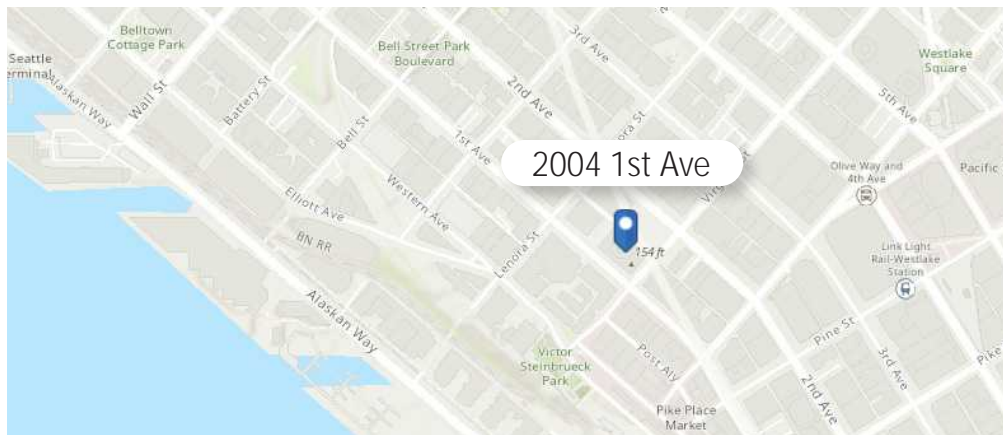 Belltown
Cottage Park
Seattle
Terminal
Alaskan Way
Wall St
Battery St
Bell Street Park
Boulevard
3rd Ave
2nd Ave
Westlake
Square
5th Ave
Bell St
1st Ave
2004 1st Ave
Olive Way and
4th Ave
Pacific
Elliott Ave
Western Ave
BN RR
Lenora St
154 ft
Link Light
Rail-Westlake
Station
Alaskan Way
Victor
Steinbrueck
Park
Post Aly
Pine St
3rd Ave
Pike
2nd Ave
Pike Place
Market